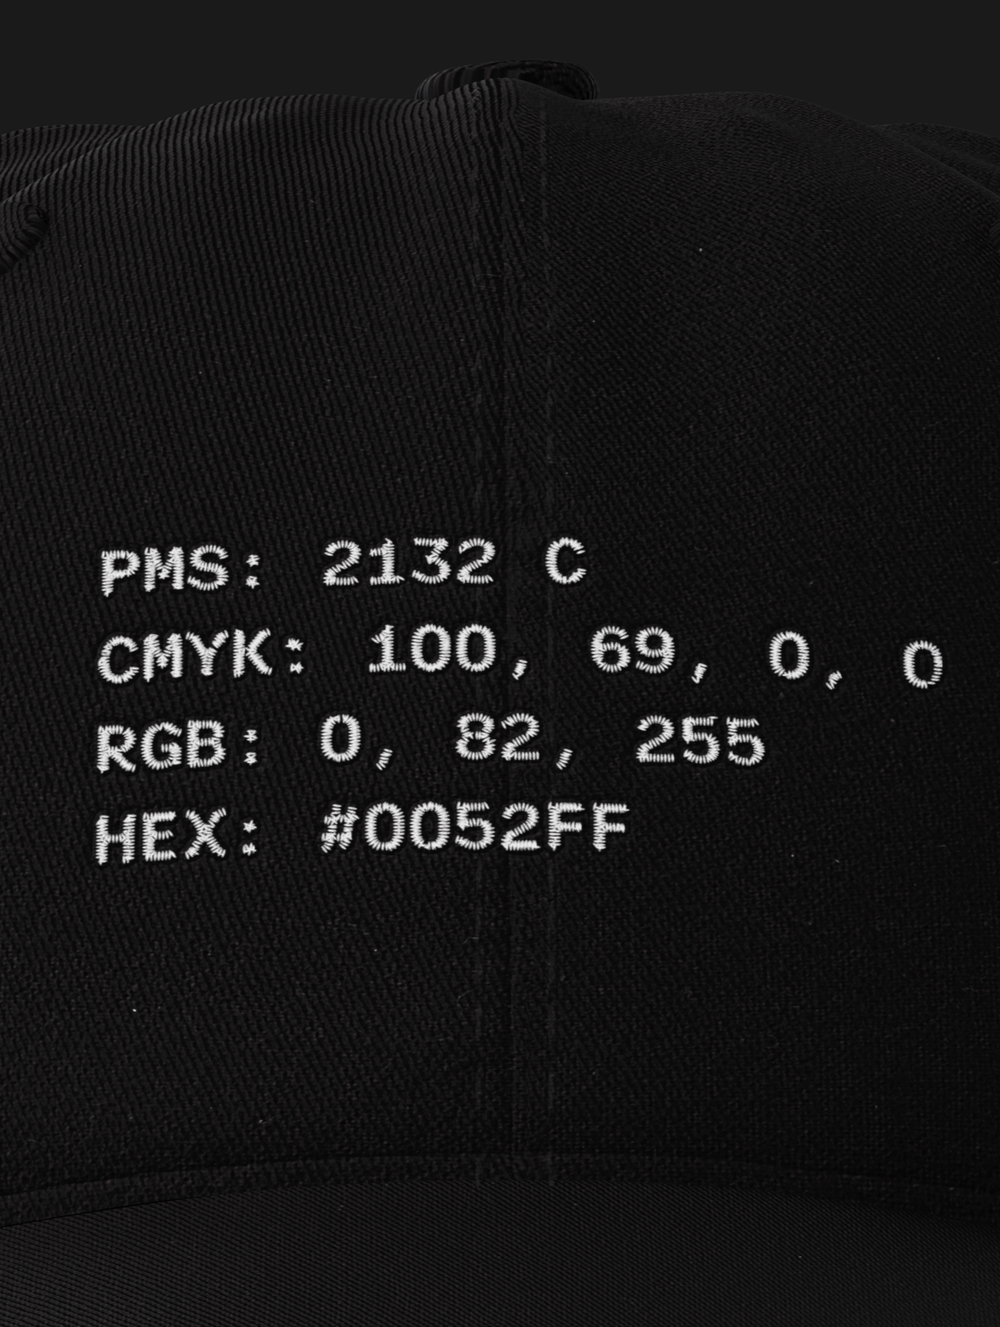 PMS: 2132 C
CMYK: 100, 69, 0, 0
RGB: 0, 82, 255
HEX: #0052FF